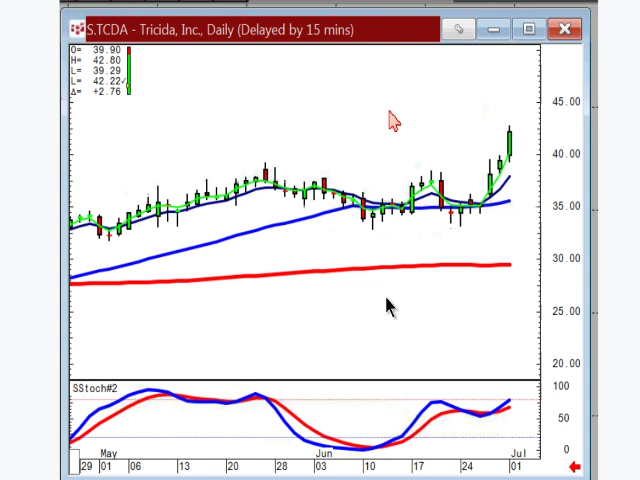 S.TCDA - Tricida, Inc., Daily (Delayed by 15 mins)
O= 39.90
H= 42.80
L= 39.29
L= 42.22✓
Δ= +2.76
45.00
40.00
35.00
30.00
25.00
20.00
SStoch#2
100
50
0
May Jun Jul
29 01 06 13 20 28 03 10 17 24 01